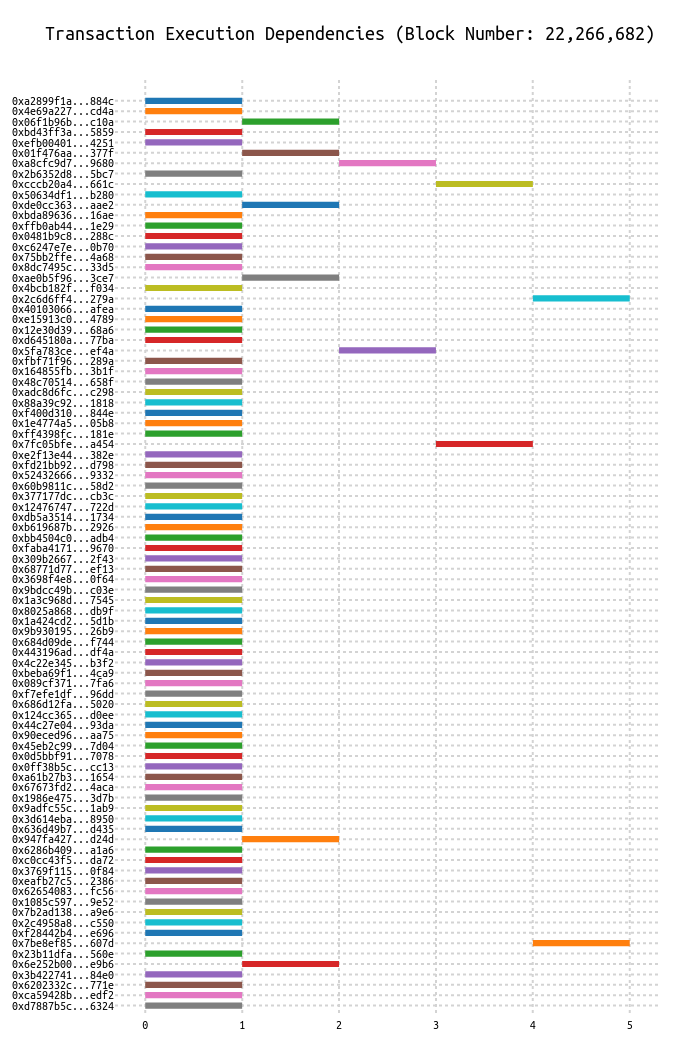 Transaction Execution Dependencies (Block Number: 22,266,682)
0xa2899f1a...884c
0x4e69a227...cd4a
0x06f1b96b...c10a
0xbd43ff3a...5859
0xefb00401...4251
0x01f476aa...377f
0xa8cfc9d7...9680
0x2b6352d8...5bc7
0xcccb20a4...661c
0x50634df1...b280
0xde0cc363...aae2
0xbda89636...16ae
0xffb0ab44...1e29
0x0481b9c8...288c
0xc6247e7e...0b70
0x75bb2ffe...4a68
0x8dc7495c...33d5
0xae0b5f96...3ce7
0x4bcb182f...f034
0x2c6d6ff4...279a
0x40103066...afea
0xe15913c0...4789
0x12e30d39...68a6
0xd645180a...77ba
0x5fa783ce...ef4a
0xfbf71f96...289a
0x164855fb...3b1f
0x48c70514...658f
0xadc8d6fc...c298
0x88a39c92...1818
0xf400d310...844e
0x1e4774a5...05b8
0xff4398fc...181e
0x7fc05bfe...a454
0xe2f13e44...382e
0xfd21bb92...d798
0x52432666...9332
0x60b9811c...58d2
0x377177dc...cb3c
0x12476747...722d
0xdb5a3514...1734
0xb619687b...2926
0xbb4504c0...adb4
0xfaba4171...9670
0x309b2667...2f43
0x68771d77...ef13
0x3698f4e8...0f64
0x9bdcc49b...c03e
0x1a3c968d...7545
0x8025a868...db9f
0x1a424cd2...5d1b
0x9b930195...26b9
0x684d09de...f744
0x443196ad...df4a
0x4c22e345...b3f2
0xbeba69f1...4ca9
0x089cf371...7fa6
0xf7efe1df...96dd
0x686d12fa...5020
0x124cc365...d0ee
0x44c27e04...93da
0x90eced96...aa75
0x45eb2c99...7d04
0x0d5bbf91...7078
0x0ff38b5c...cc13
0xa61b27b3...1654
0x67673fd2...4aca
0x1986e475...3d7b
0x9adfc55c...1ab9
0x3d614eba...8950
0x636d49b7...d435
0x947fa427...d24d
0x6286b409...a1a6
0xc0cc43f5...da72
0x3769f115...0f84
0xeafb27c5...2386
0x62654083...fc56
0x1085c597...9e52
0x7b2ad138...a9e6
0x2c4958a8...c550
0xf28442b4...e696
0x7be8ef85...607d
0x23b11dfa...560e
0x6e252b00...e9b6
0x3b422741...84e0
0x6202332c...771e
0xca59428b...edf2
0xd7887b5c...6324
0 1 2 3 4 5